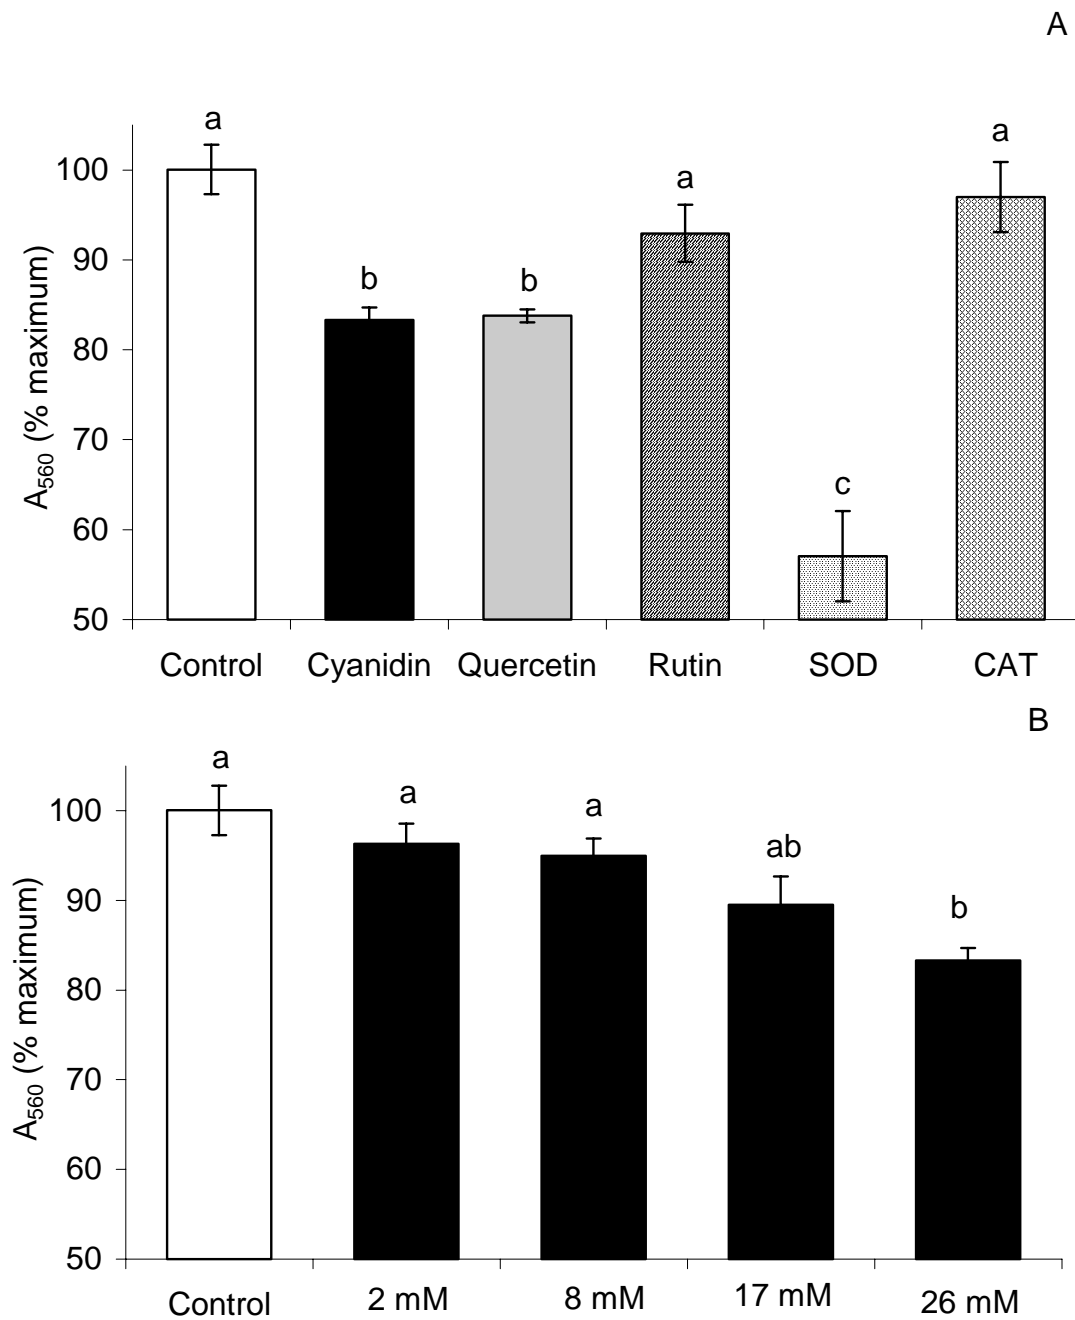 A
a
b
b
a
c
a
100
90
80
70
60
50
A560 (% maximum)
Control Cyanidin Quercetin Rutin SOD CAT
B
a
a
a
ab
b
100
90
80
70
60
50
A560 (% maximum)
Control 2 mM 8 mM 17 mM 26 mM